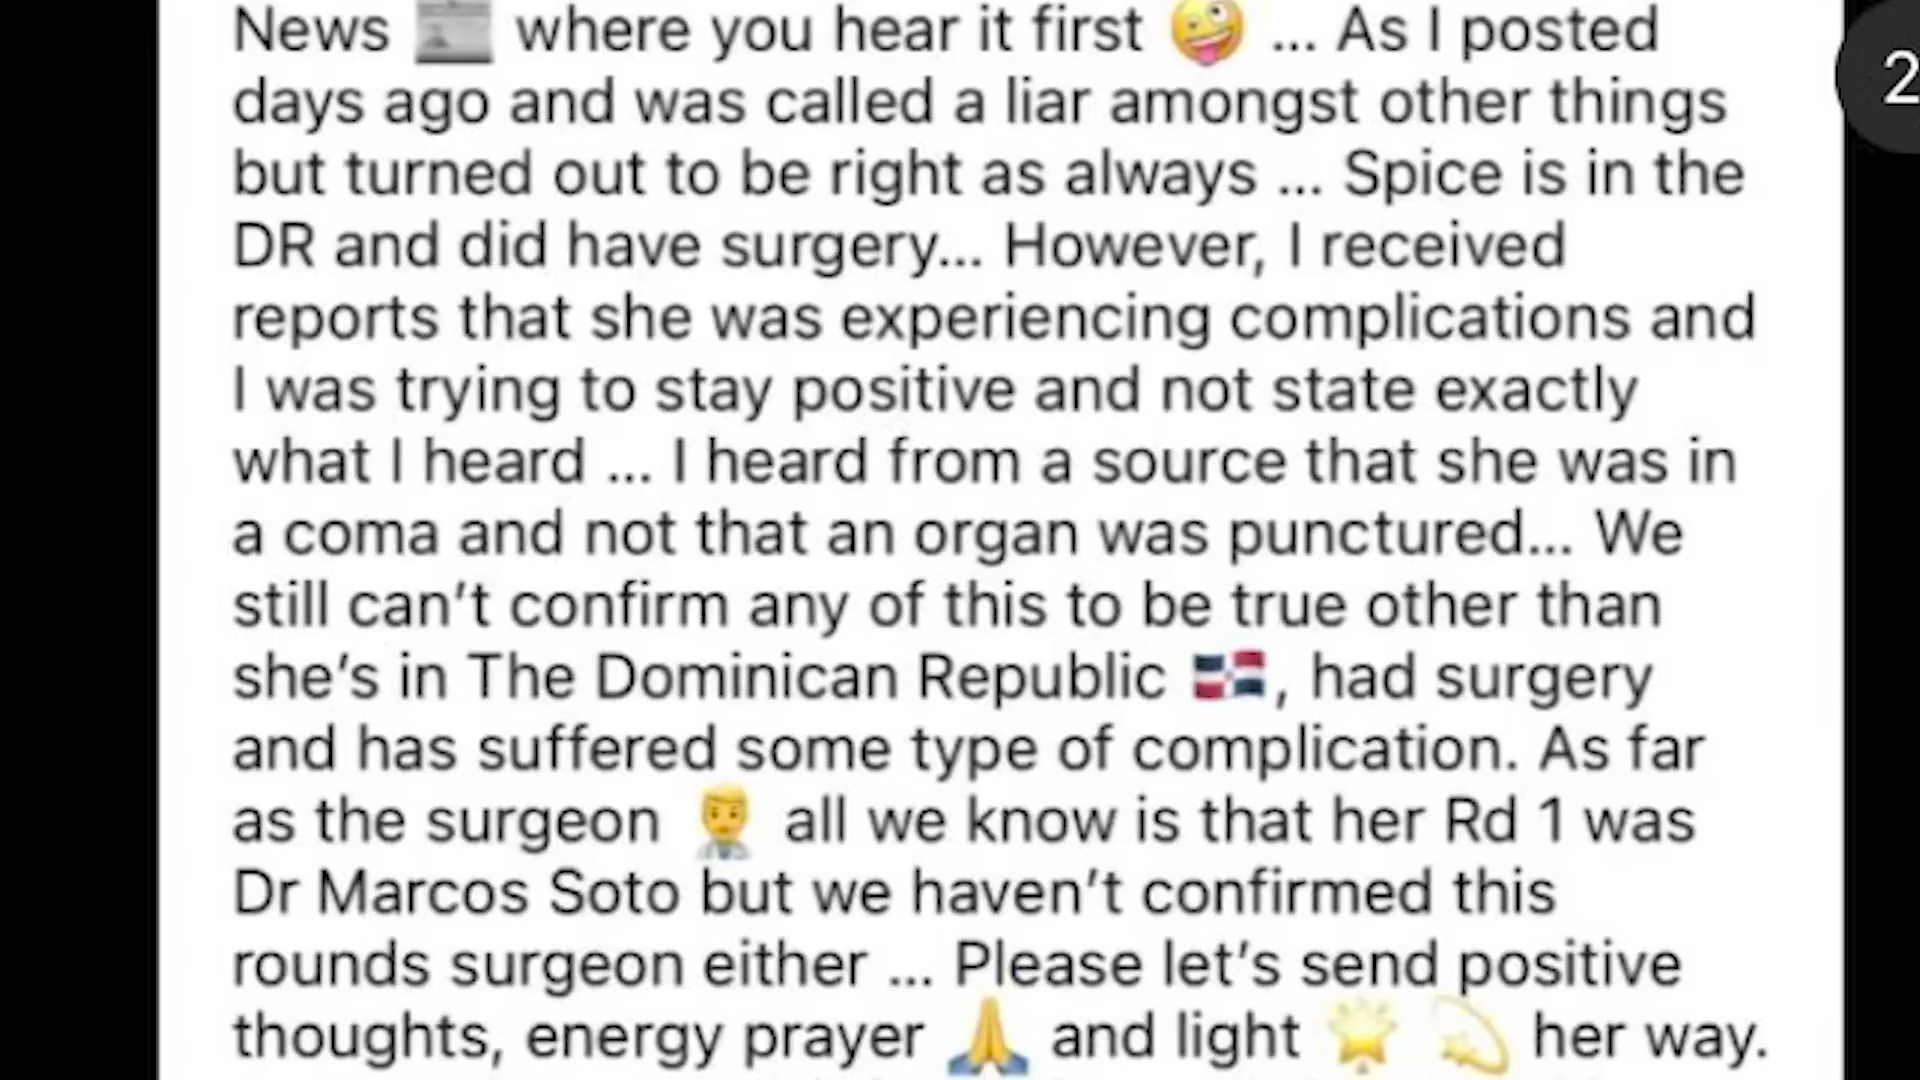 News 📰 where you hear it first 🤪 ... As I posted
2
days ago and was called a liar amongst other things
but turned out to be right as always ... Spice is in the
DR and did have surgery... However, I received
reports that she was experiencing complications and
I was trying to stay positive and not state exactly
what I heard ... I heard from a source that she was in
a coma and not that an organ was punctured... We
still can’t confirm any of this to be true other than
she’s in The Dominican Republic 🇩🇴, had surgery
and has suffered some type of complication. As far
as the surgeon 👨‍⚕️ all we know is that her Rd 1 was
Dr Marcos Soto but we haven’t confirmed this
rounds surgeon either ... Please let’s send positive
thoughts, energy prayer 🙏 and light 🌟 💫 her way.